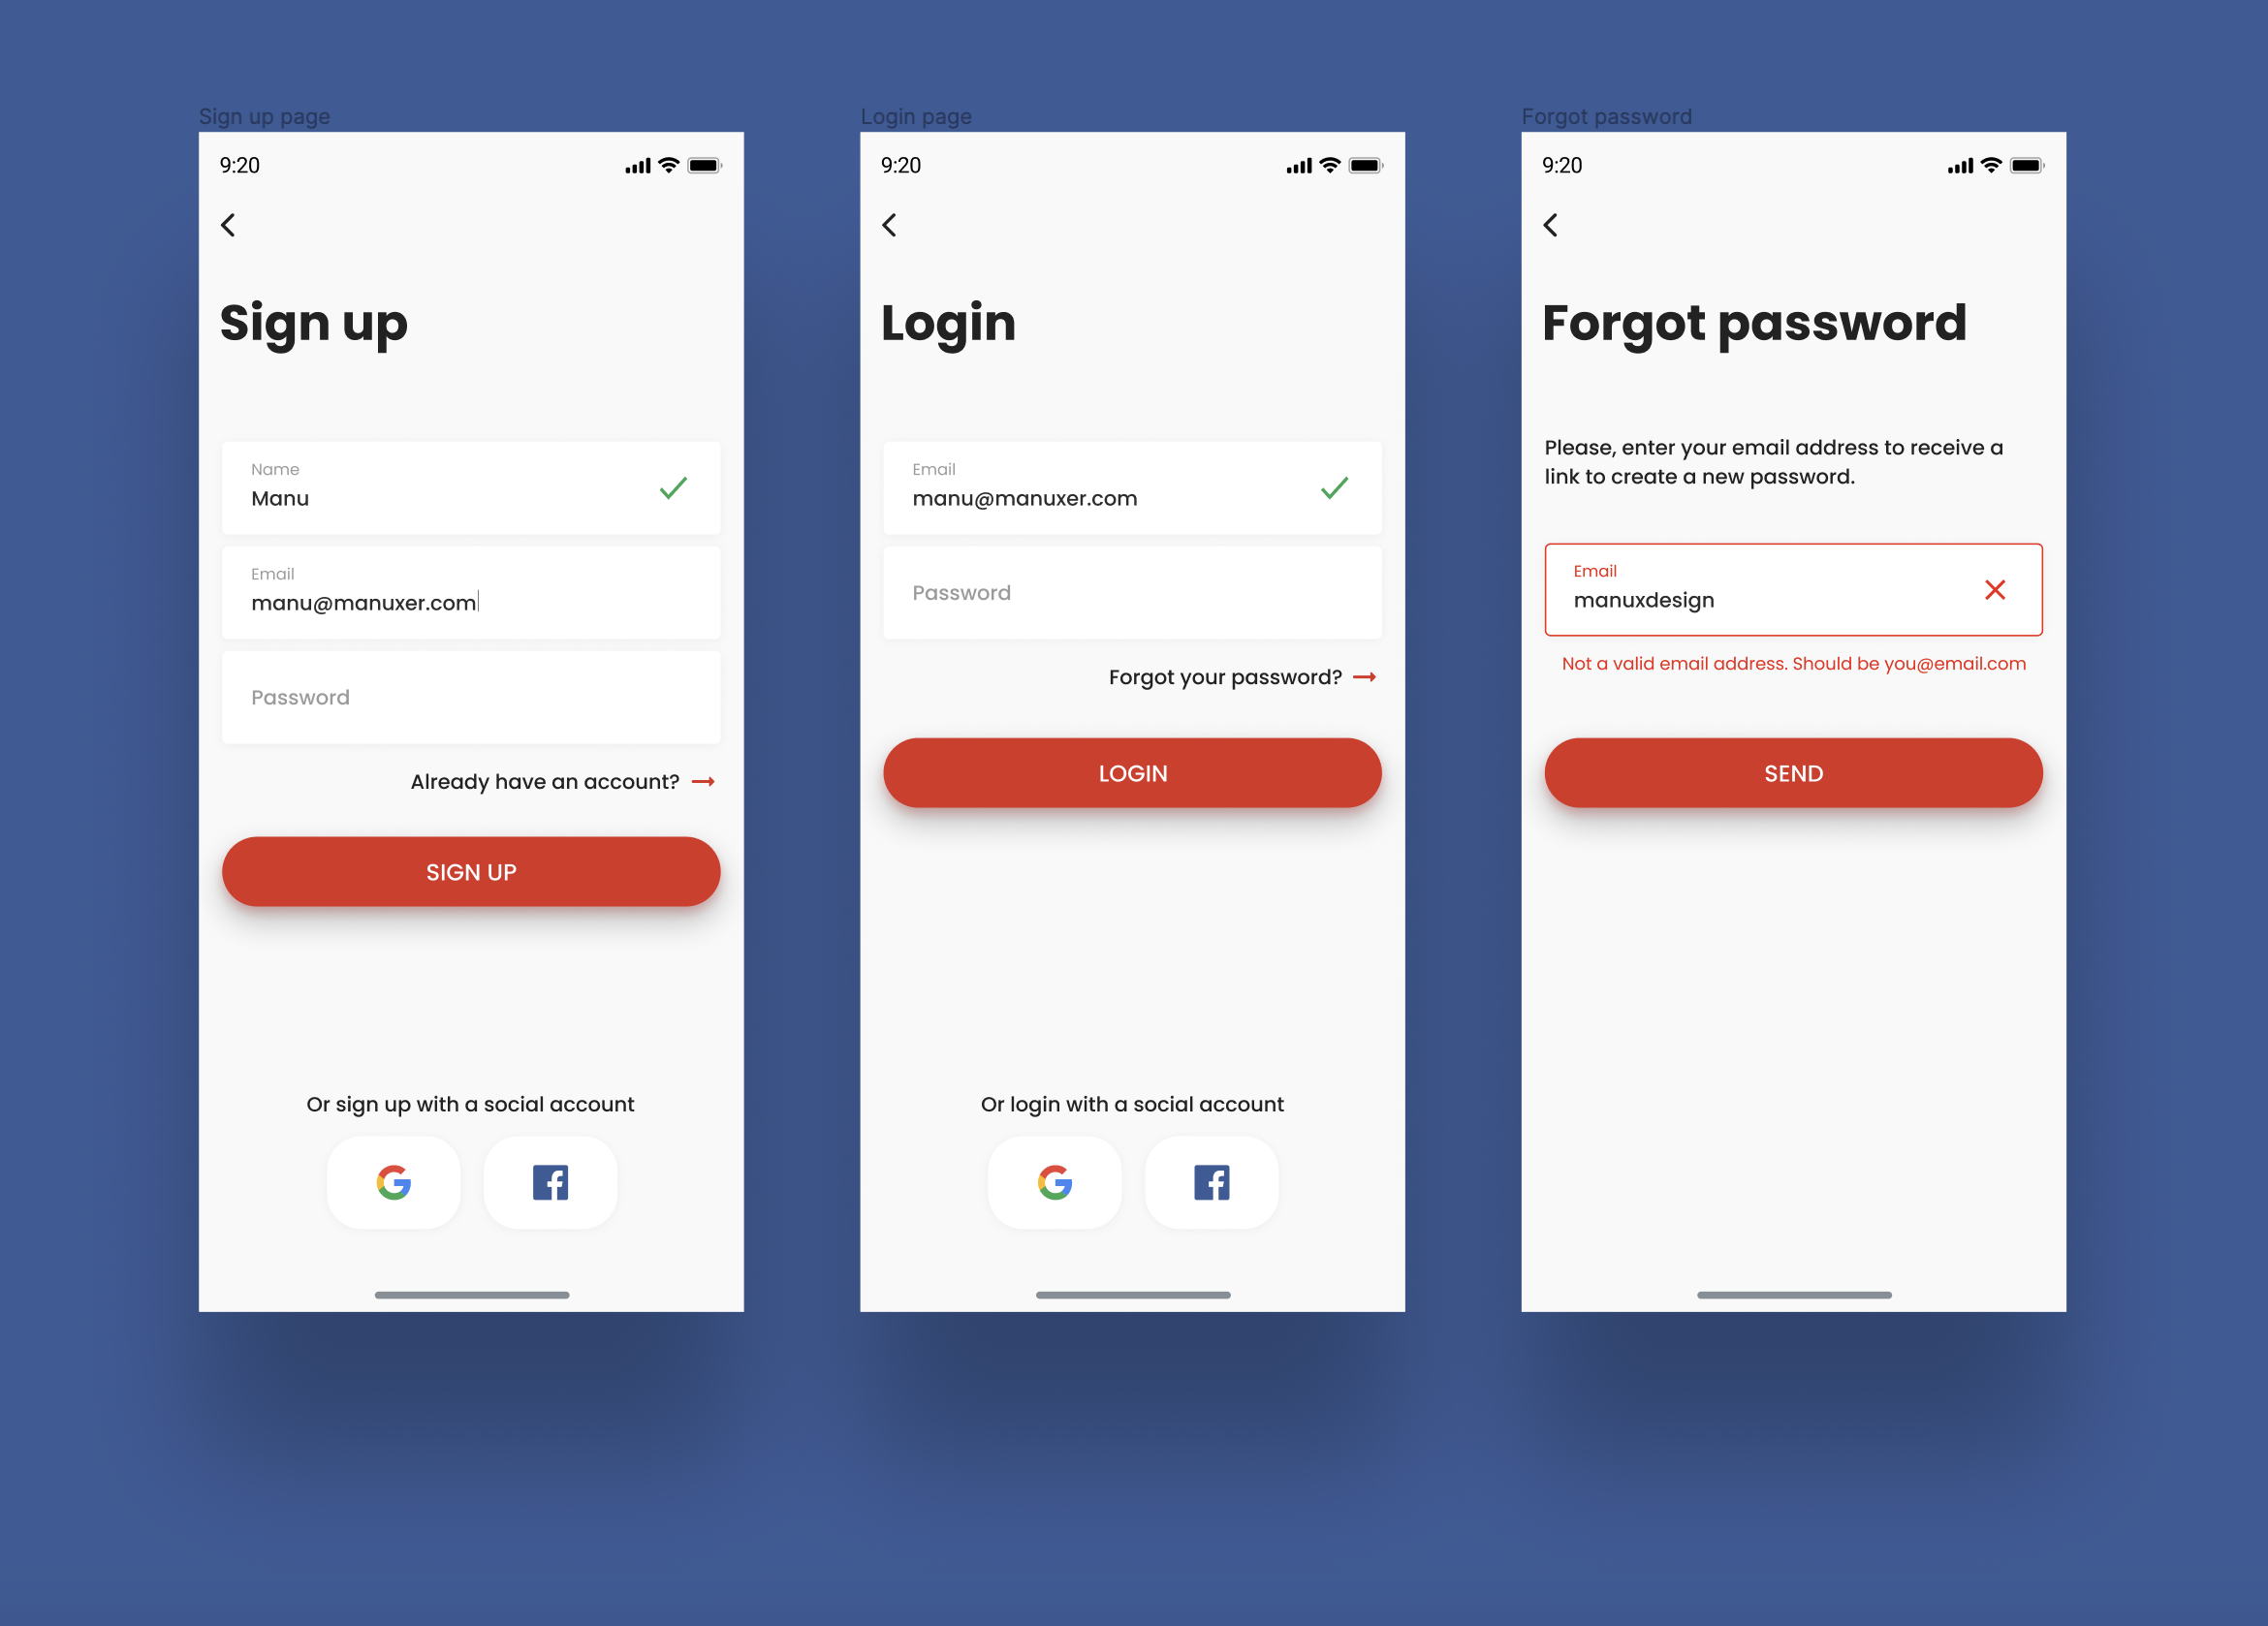 Sign up page
9:20
Sign up
Name
Manu
Email
manu@manuxer.com
Password
Already have an account?
SIGN UP
Or sign up with a social account
Login page
9:20
Login
Email
manu@manuxer.com
Password
Forgot your password?
LOGIN
Or login with a social account
Forgot password
9:20
Forgot password
Please, enter your email address to receive a
link to create a new password.
Email
manuxdesign
Not a valid email address. Should be you@email.com
SEND